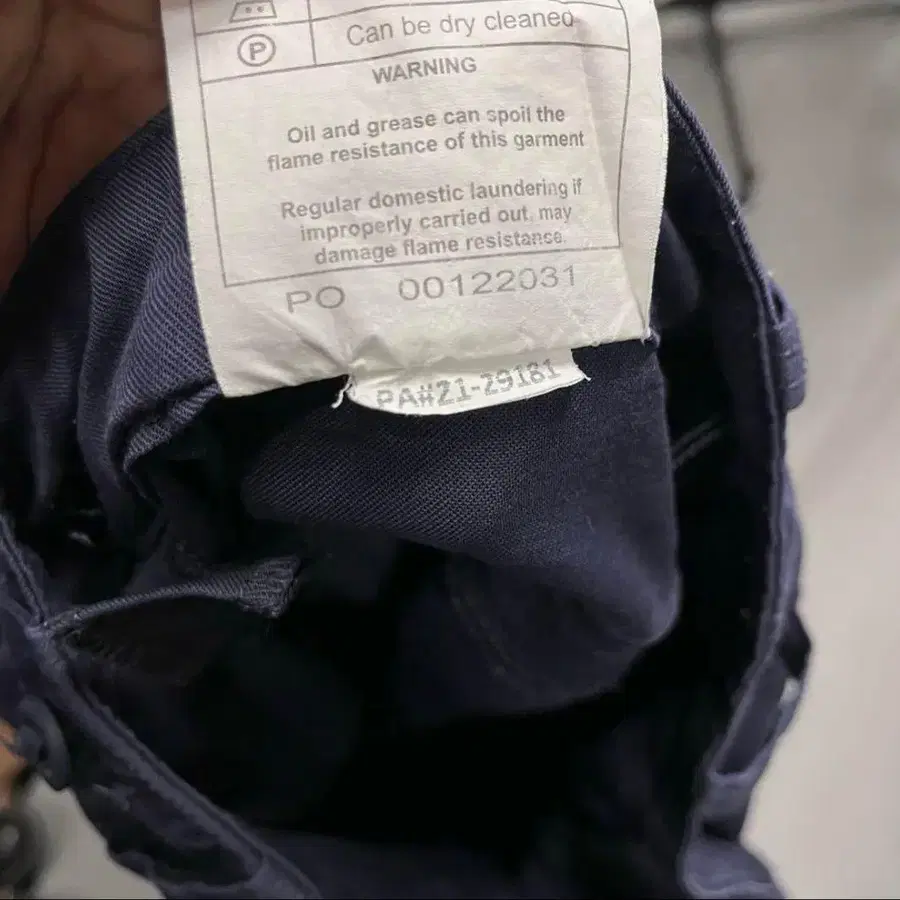 Can be dry cleaned
P
WARNING
Oil and grease can spoil the
flame resistance of this garment
Regular domestic laundering if
improperly carried out, may
damage flame resistance.
PO 00122031
PA#21-29181